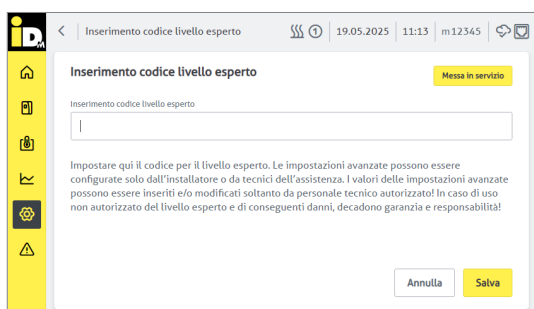 iDM
Inserimento codice livello esperto
1
19.05.2025
11:13
m12345
Inserimento codice livello esperto
Messa in servizio
Inserimento codice livello esperto
Impostare qui il codice per il livello esperto. Le impostazioni avanzate possono essere
configurate solo dall'installatore o da tecnici dell'assistenza. I valori delle impostazioni avanzate
possono essere inseriti e/o modificati soltanto da personale tecnico autorizzato! In caso di uso
non autorizzato del livello esperto e di conseguenti danni, decadono garanzia e responsabilità!
Annulla
Salva